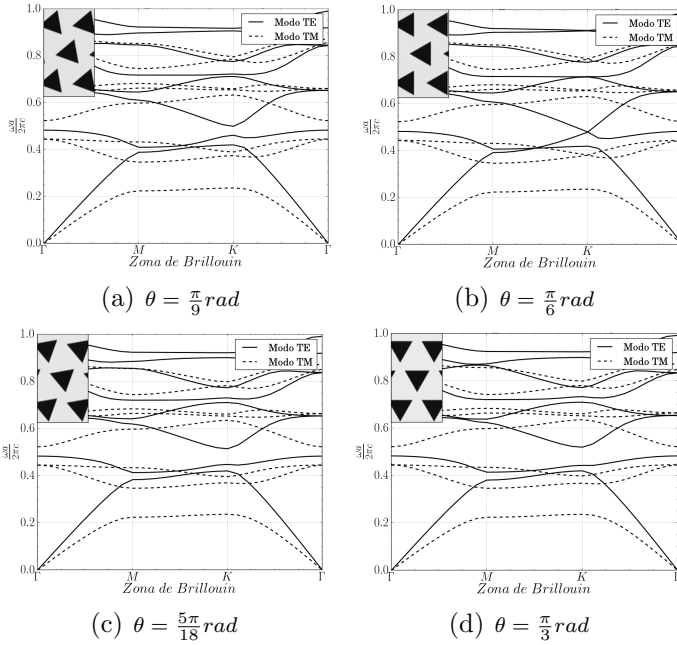 1.0
0.8
0.6
0.4
0.2
0.0
ωa/2πc
Modo TE
Modo TM
Γ M K Γ
Zona de Brillouin
(a) θ = π/9 rad
1.0
0.8
0.6
0.4
0.2
0.0
ωa/2πc
Modo TE
Modo TM
Γ M K
Zona de Brillouin
(b) θ = π/6 rad
1.0
0.8
0.6
0.4
0.2
0.0
ωa/2πc
Modo TE
Modo TM
Γ M K Γ
Zona de Brillouin
(c) θ = 5π/18 rad
1.0
0.8
0.6
0.4
0.2
0.0
ωa/2πc
Modo TE
Modo TM
Γ M K
Zona de Brillouin
(d) θ = π/3 rad